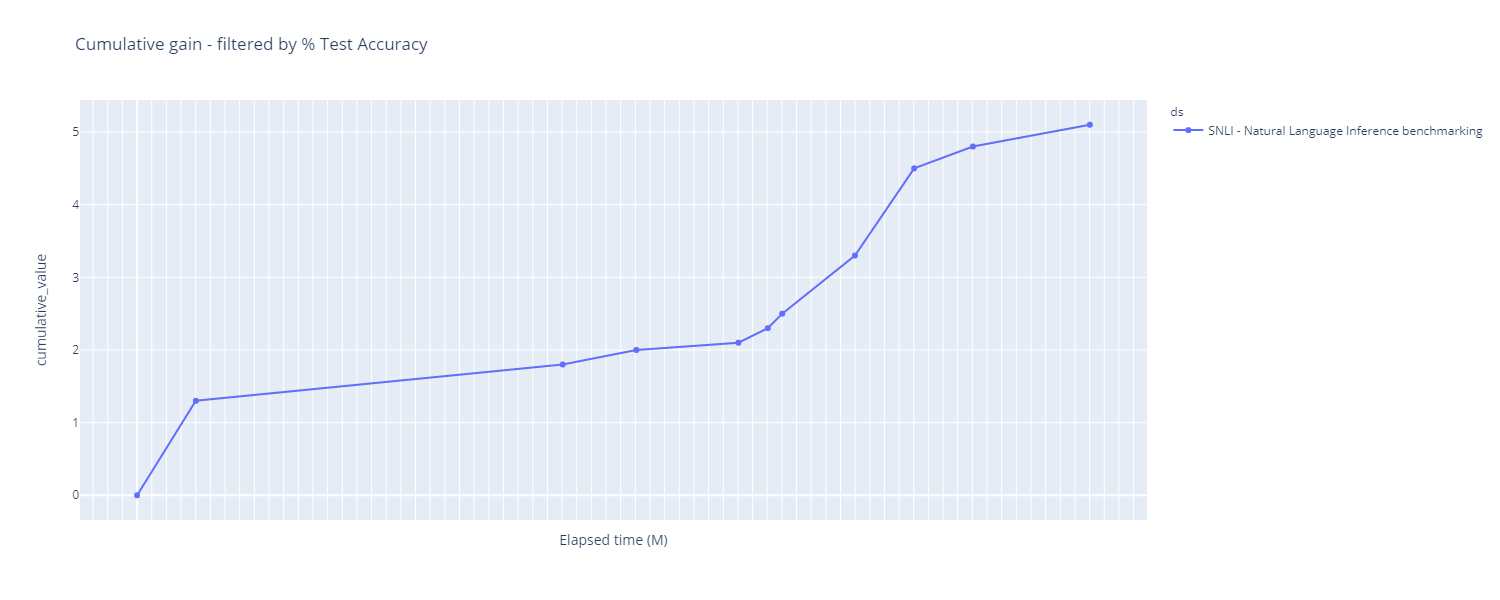 Cumulative gain - filtered by % Test Accuracy
ds
SNLI - Natural Language Inference benchmarking
5
4
3
2
1
0
cumulative_value
Elapsed time (M)